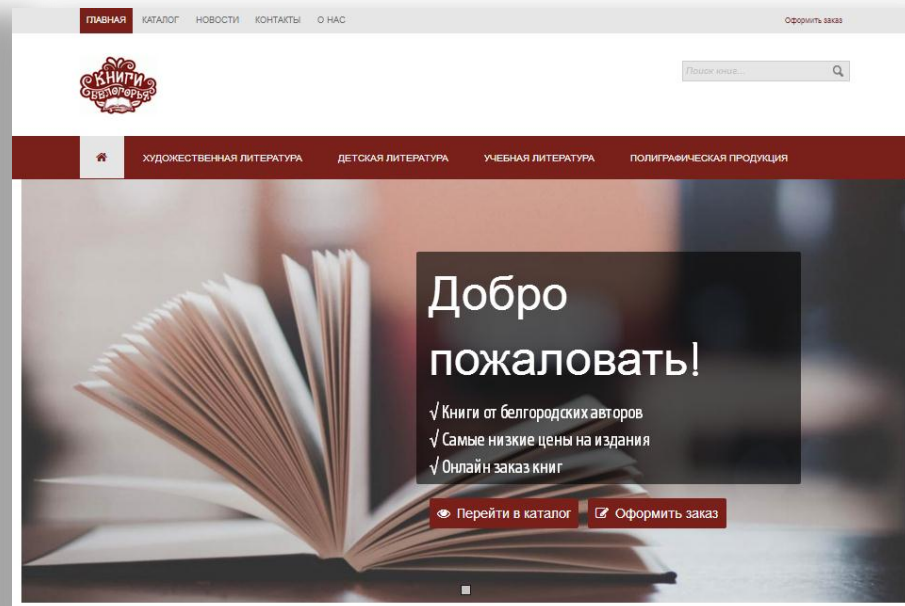 ГЛАВНАЯ КАТАЛОГ НОВОСТИ КОНТАКТЫ О НАС Оформить заказ
КНИГИ
БЕЛОГОРЬЯ
Поиск книг...
ХУДОЖЕСТВЕННАЯ ЛИТЕРАТУРА ДЕТСКАЯ ЛИТЕРАТУРА УЧЕБНАЯ ЛИТЕРАТУРА ПОЛИГРАФИЧЕСКАЯ ПРОДУКЦИЯ
Добро
пожаловать!
√ Книги от белгородских авторов
√ Самые низкие цены на издания
√ Онлайн заказ книг
Перейти в каталог Оформить заказ